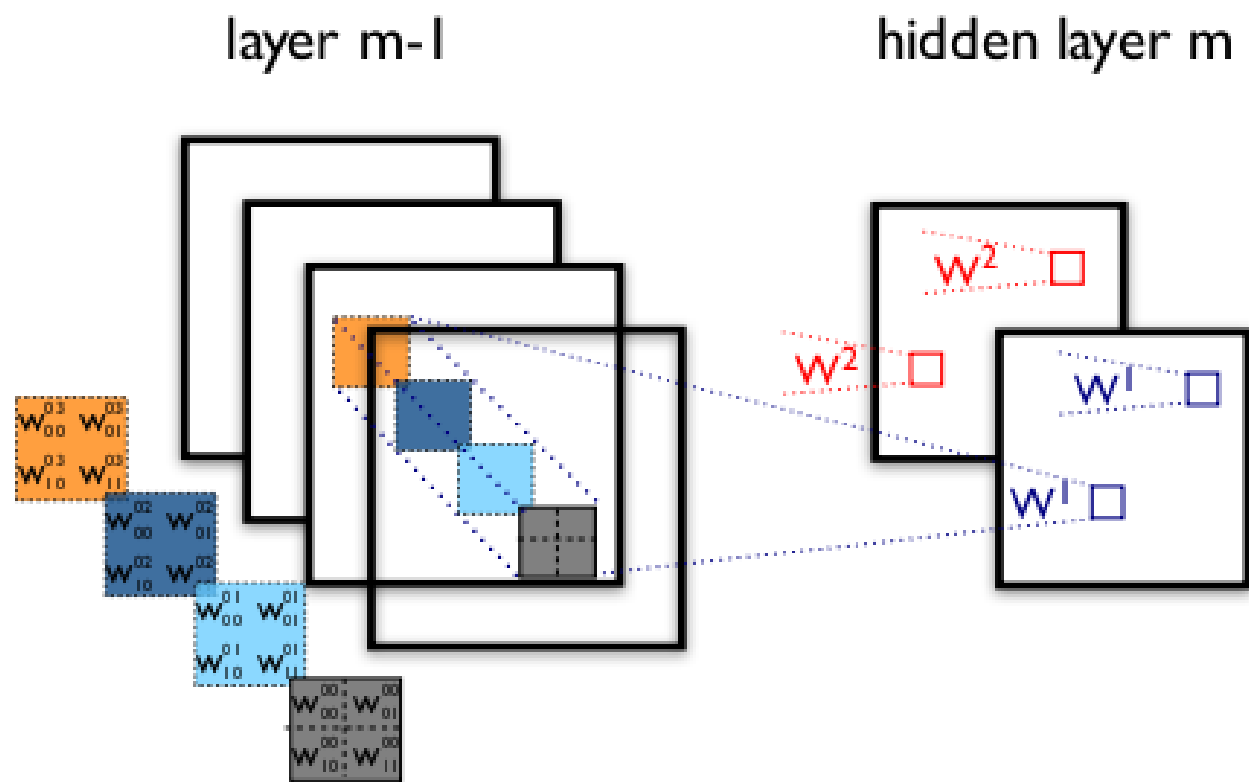 layer m-1
hidden layer m
W²
W²
W¹
W¹
W⁰³₀₀ W⁰³₀₁
W⁰³₁₀ W⁰³₁₁
W⁰²₀₀ W⁰²₀₁
W⁰²₁₀ W⁰²₁₁
W⁰¹₀₀ W⁰¹₀₁
W⁰¹₁₀ W⁰¹₁₁
W⁰⁰₀₀ W⁰⁰₀₁
W⁰⁰₁₀ W⁰⁰₁₁